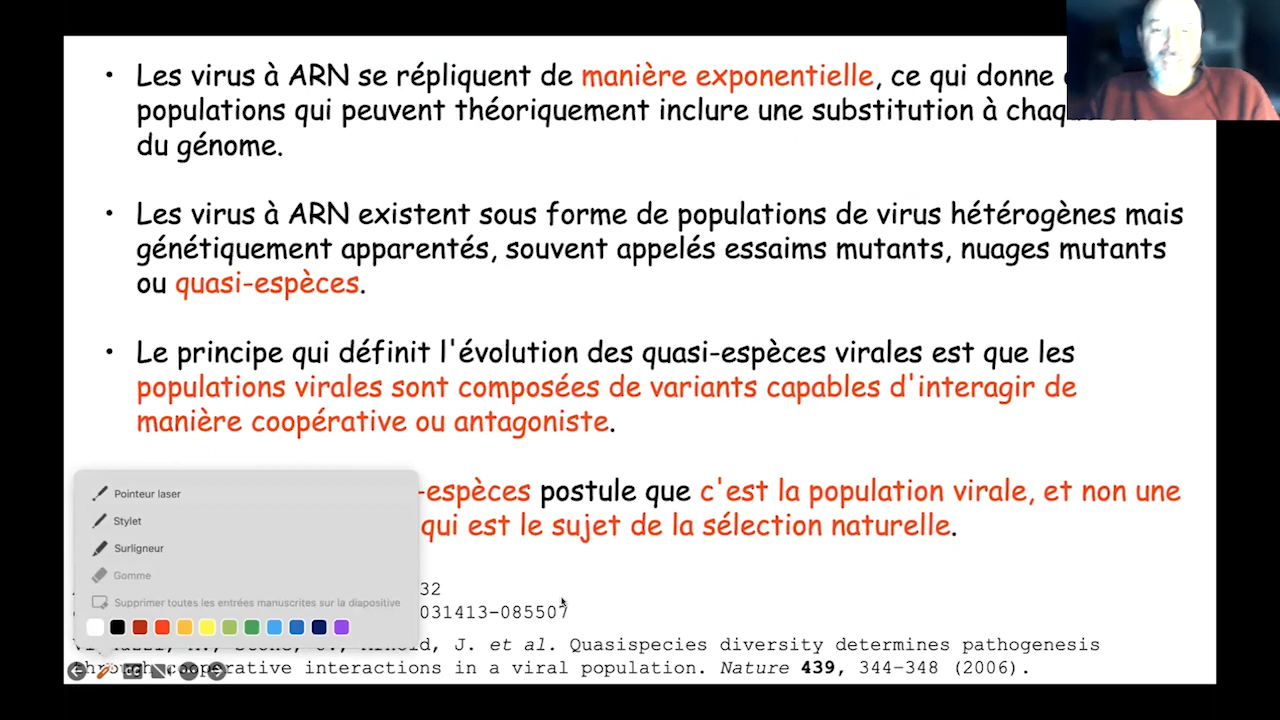 • Les virus à ARN se répliquent de manière exponentielle, ce qui donne
populations qui peuvent théoriquement inclure une substitution à
du génome.
• Les virus à ARN existent sous forme de populations de virus hétérogènes mais
génétiquement apparentés, souvent appelés essaims mutants, nuages mutants
ou quasi-espèces.
• Le principe qui définit l'évolution des quasi-espèces virales est que les
populations virales sont composées de variants capables d'interagir de
manière coopérative ou antagoniste.
-espèces postule que c'est la population virale, et non une
qui est le sujet de la sélection naturelle.
Pointeur laser
Stylet
Surligneur
Gomme
Supprimer toutes les entrées manuscrites sur la diapositive
32
031413-085507
J. et al. Quasispecies diversity determines pathogenesis
through cooperative interactions in a viral population. Nature 439, 344–348 (2006).